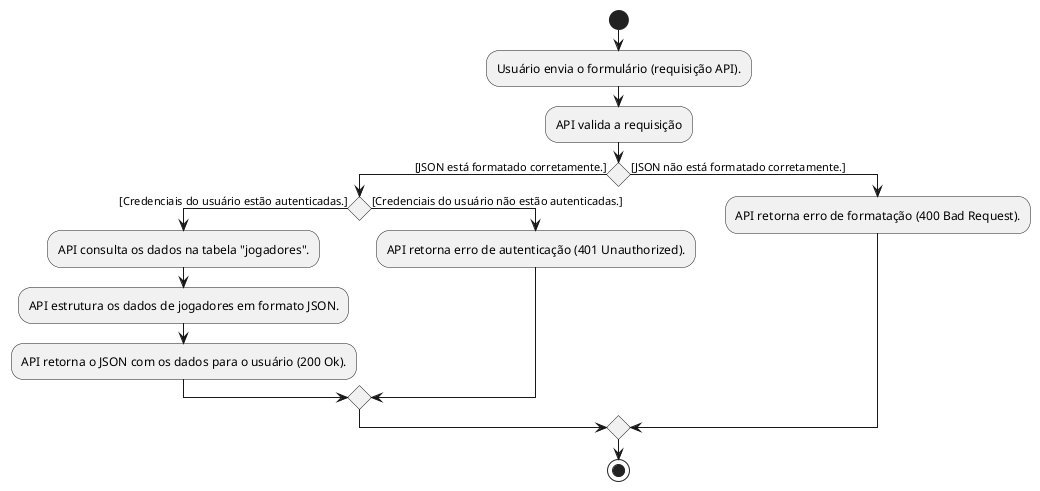 Usuário envia o formulário (requisição API).
API valida a requisição
[JSON está formatado corretamente.]
[JSON não está formatado corretamente.]
[Credenciais do usuário estão autenticadas.]
[Credenciais do usuário não estão autenticadas.]
API retorna erro de formatação (400 Bad Request).
API consulta os dados na tabela "jogadores".
API retorna erro de autenticação (401 Unauthorized).
API estrutura os dados de jogadores em formato JSON.
API retorna o JSON com os dados para o usuário (200 Ok).